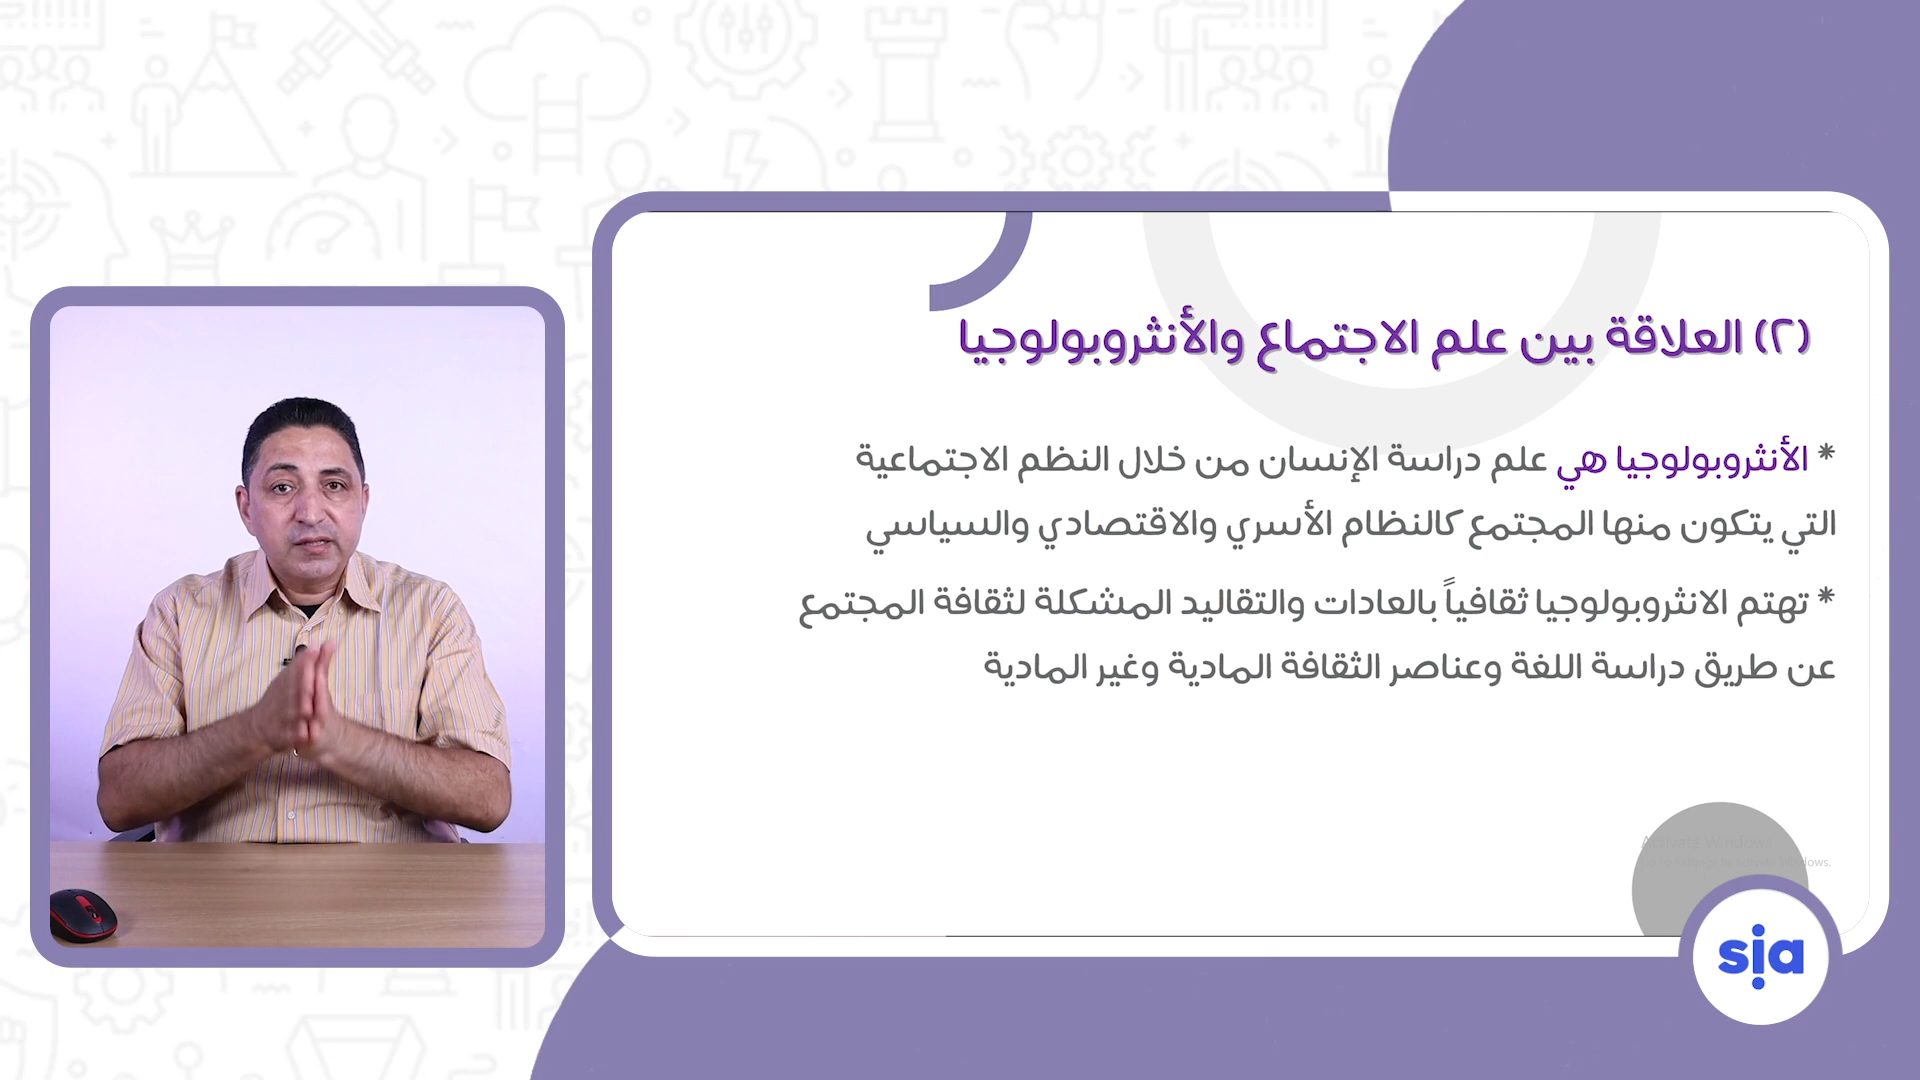 (٢) العلاقة بين علم الاجتماع والأنثروبولوجيا
* الأنثروبولوجيا هي علم دراسة الإنسان من خلال النظم الاجتماعية
التي يتكون منها المجتمع كالنظام الأسري والاقتصادي والسياسي
* تهتم الانثروبولوجيا ثقافياً بالعادات والتقاليد المشكلة لثقافة المجتمع
عن طريق دراسة اللغة وعناصر الثقافة المادية وغير المادية
Activate Windows
sia